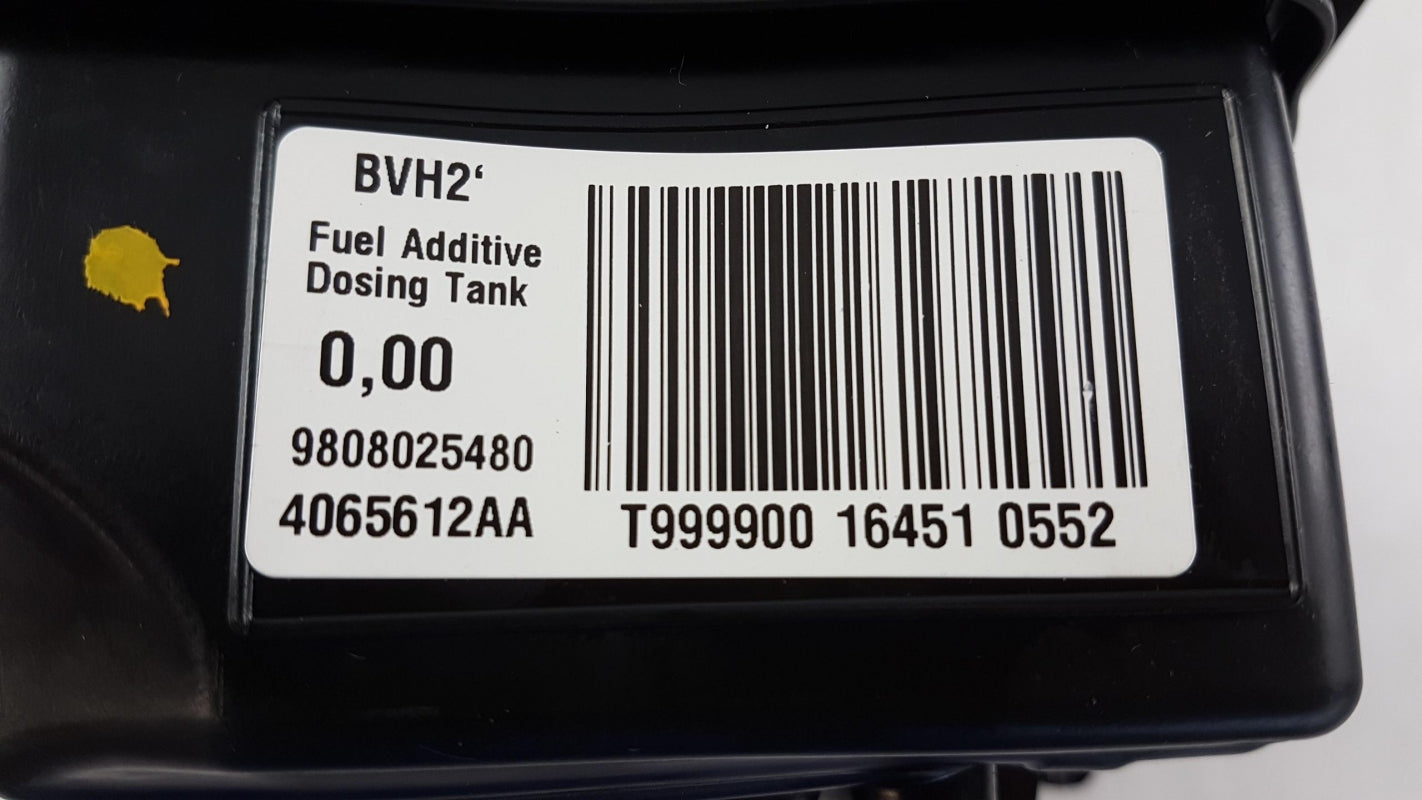 BVH2‘
Fuel Additive
Dosing Tank
0,00
9808025480
4065612AA
T999900 16451 0552